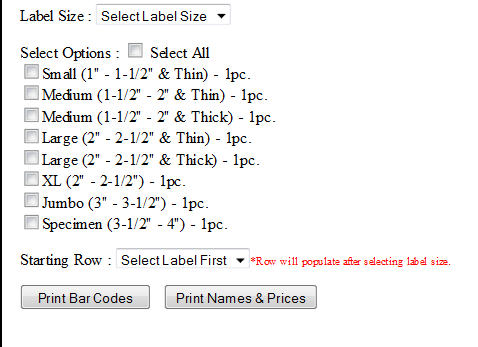 Label Size : Select Label Size
Select Options : Select All
Small (1" - 1-1/2" & Thin) - 1pc.
Medium (1-1/2" - 2" & Thin) - 1pc.
Medium (1-1/2" - 2" & Thick) - 1pc.
Large (2" - 2-1/2" & Thin) - 1pc.
Large (2" - 2-1/2" & Thick) - 1pc.
XL (2" - 2-1/2") - 1pc.
Jumbo (3" - 3-1/2") - 1pc.
Specimen (3-1/2" - 4") - 1pc.
Starting Row : Select Label First *Row will populate after selecting label size.
Print Bar Codes Print Names & Prices